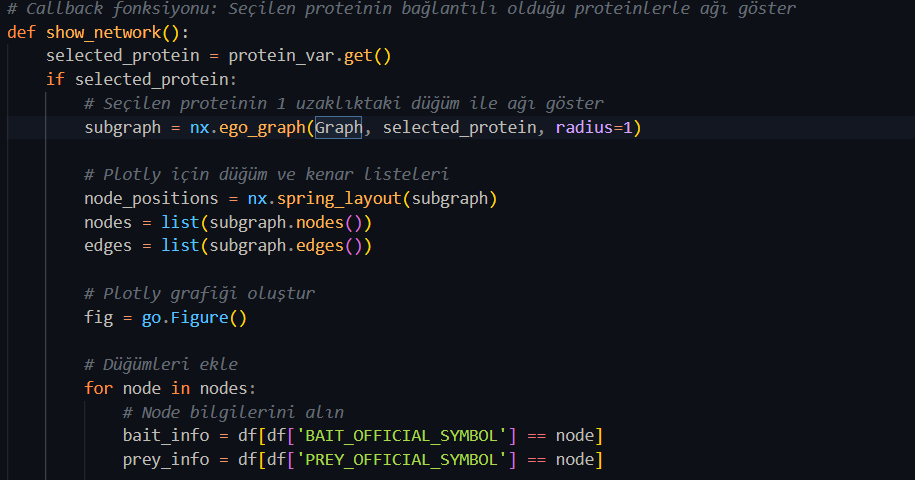 # Callback fonksiyonu: Seçilen proteinin bağlantılı olduğu proteinlerle ağı göster
def show_network():
    selected_protein = protein_var.get()
    if selected_protein:
        # Seçilen proteinin 1 uzaklıktaki düğüm ile ağı göster
        subgraph = nx.ego_graph(Graph, selected_protein, radius=1)
        # Plotly için düğüm ve kenar listeleri
        node_positions = nx.spring_layout(subgraph)
        nodes = list(subgraph.nodes())
        edges = list(subgraph.edges())
        # Plotly grafiği oluştur
        fig = go.Figure()
        # Düğümleri ekle
        for node in nodes:
            # Node bilgilerini alın
            bait_info = df[df['BAIT_OFFICIAL_SYMBOL'] == node]
            prey_info = df[df['PREY_OFFICIAL_SYMBOL'] == node]